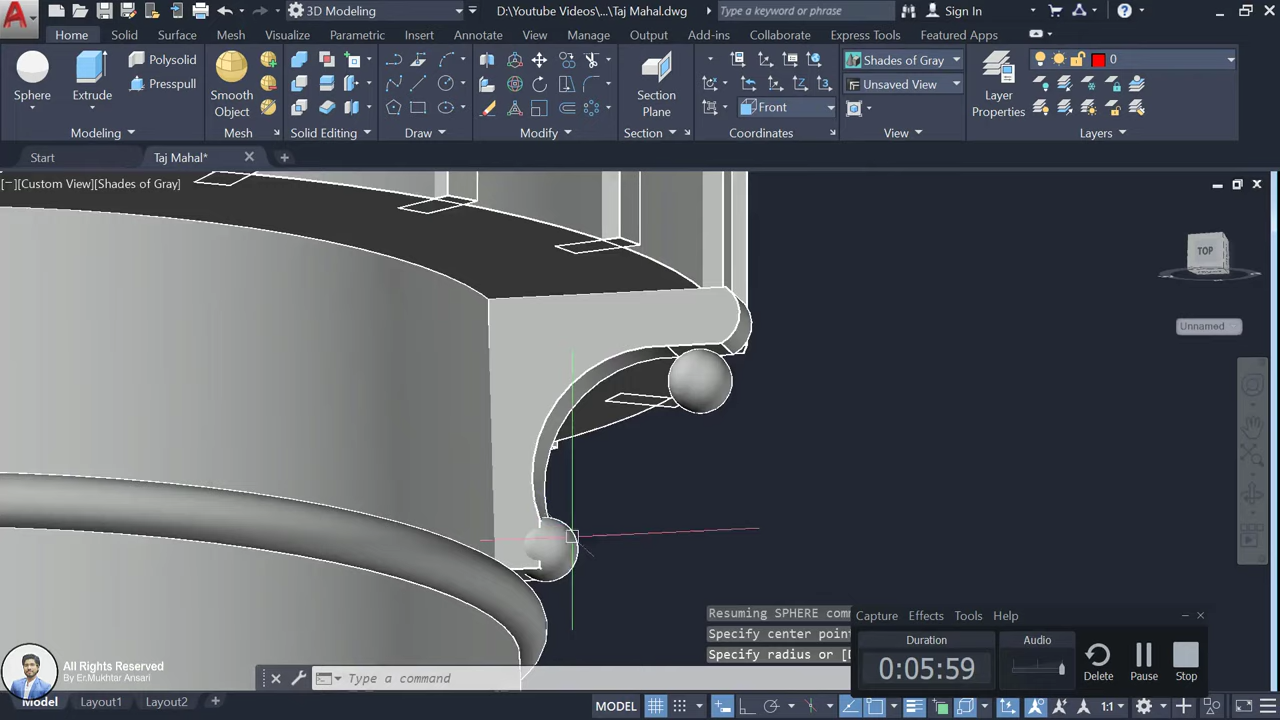 3D Modeling
D:\Youtube Videos\...\Taj Mahal.dwg
Type a keyword or phrase
Sign In
Home Solid Surface Mesh Visualize Parametric Insert Annotate View Manage Output Add-ins Collaborate Express Tools Featured Apps
Sphere
Extrude
Polysolid
Presspull
Smooth
Object
Section
Plane
Front
Shades of Gray
Unsaved View
Layer
Properties
0
Modeling Mesh Solid Editing Draw Modify Section Coordinates View Layers
Start
Taj Mahal*
[−][Custom View][Shades of Gray]
TOP
Unnamed
Resuming SPHERE comm
Specify center point
Specify radius or [D
Type a command
Capture Effects Tools Help
Duration
0:05:59
Audio
Delete
Pause
Stop
All Rights Reserved
By Er.Mukhtar Ansari
Model
Layout1
Layout2
MODEL
1:1